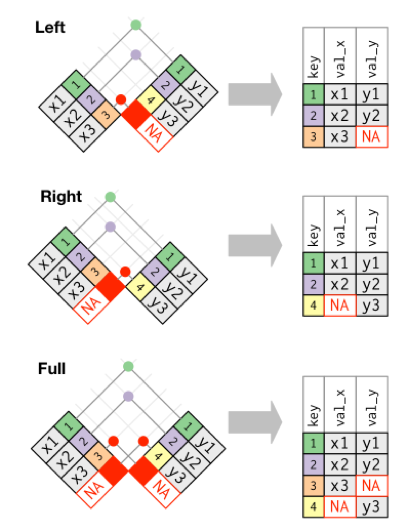 Left
1 x1
2 x2
3 x3
1 y1
2 y2
4 y3
NA
key val_x val_y
1 x1 y1
2 x2 y2
3 x3 NA
Right
1 x1
2 x2
3 x3
NA
1 y1
2 y2
4 y3
key val_x val_y
1 x1 y1
2 x2 y2
4 NA y3
Full
1 x1
2 x2
3 x3
NA
1 y1
2 y2
4 y3
NA
key val_x val_y
1 x1 y1
2 x2 y2
3 x3 NA
4 NA y3